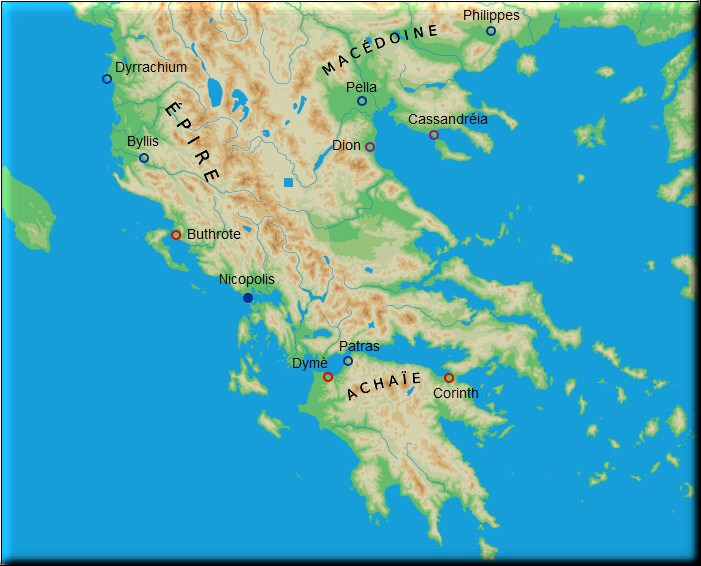 Philippes
MACÉDOINE
Dyrrachium
Pella
ÉPIRE
Cassandréia
Byllis
Dion
Buthrote
Nicopolis
Patras
Dymè
ACHAÏE
Corinth